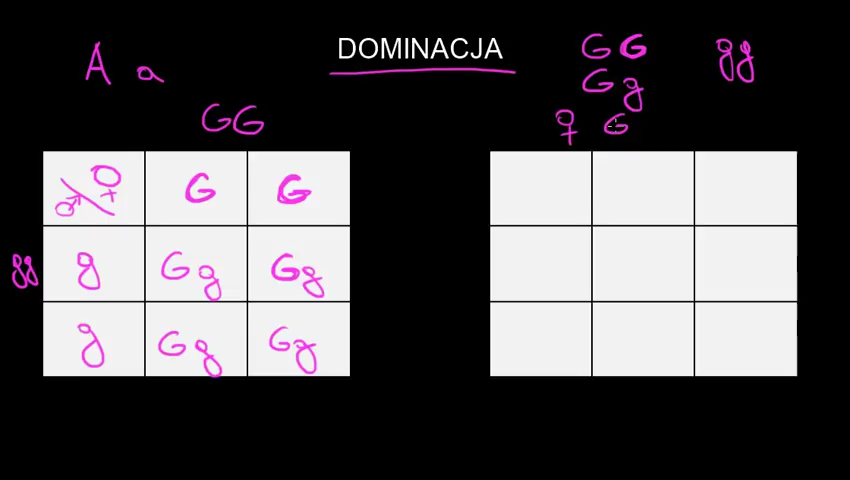 DOMINACJA
A a
GG gg
Gg
GG
♀ G
♂/♀ G G
gg g Gg Gg
g Gg Gg